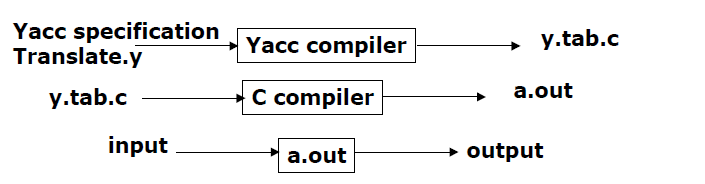 Yacc specification
Translate.y
Yacc compiler
y.tab.c
y.tab.c
C compiler
a.out
input
a.out
output